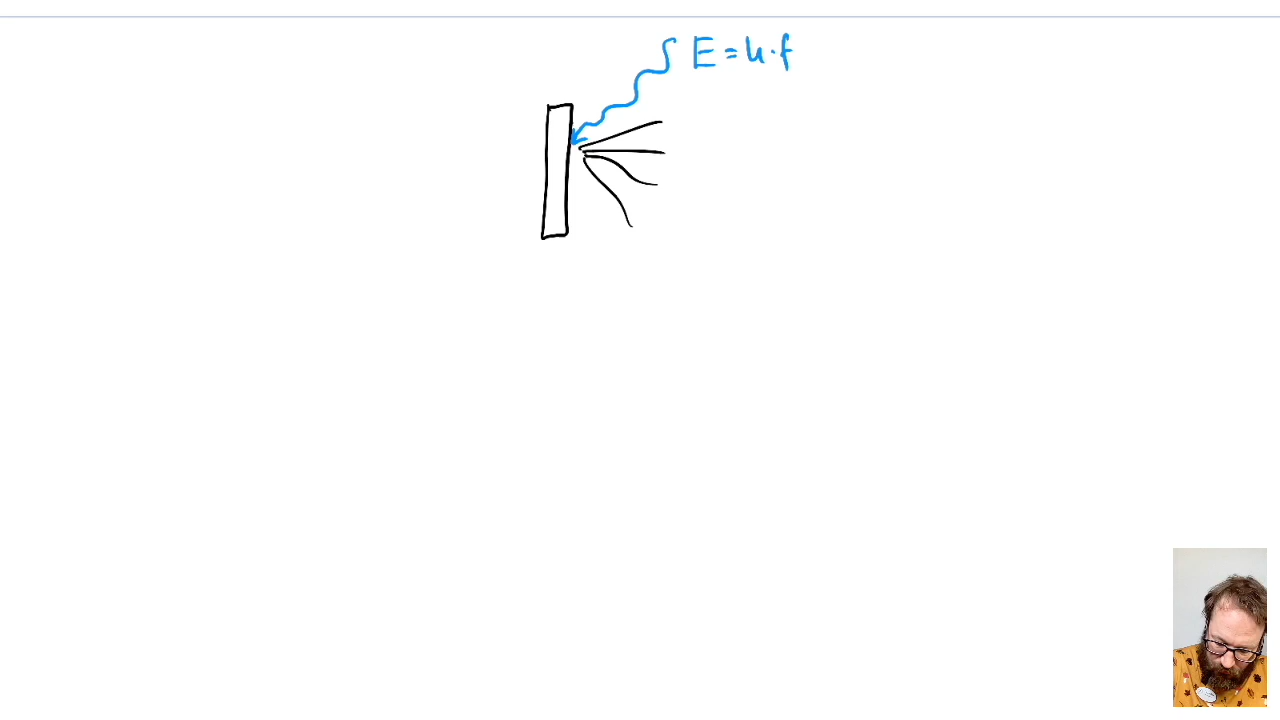 E = h·f